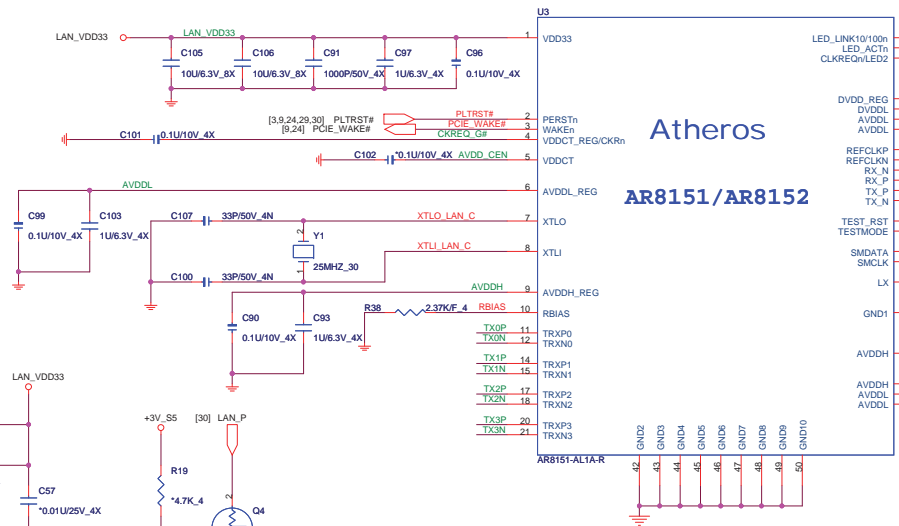 U3
LAN_VDD33 LAN_VDD33 1 VDD33 LED_LINK10/100n
LED_ACTn
CLKREQn/LED2
C105 C106 C91 C97 C96
10U/6.3V_8X 10U/6.3V_8X 1000P/50V_4X 1U/6.3V_4X 0.1U/10V_4X
DVDD_REG
DVDDL
AVDDL
AVDDL
[3,9,24,29,30] PLTRST# PLTRST# 2 PERSTn
[9,24] PCIE_WAKE# PCIE_WAKE# 3 WAKEn
C101 0.1U/10V_4X CKREQ_G# 4 VDDCT_REG/CKRn
Atheros
C102 *0.1U/10V_4X AVDD_CEN 5 VDDCT
REFCLKP
REFCLKN
RX_N
RX_P
TX_P
TX_N
AVDDL 6 AVDDL_REG
AR8151/AR8152
C99 C103
0.1U/10V_4X 1U/6.3V_4X
C107 33P/50V_4N XTLO_LAN_C 7 XTLO
TEST_RST
TESTMODE
2 Y1
XTLI_LAN_C 8 XTLI
SMDATA
SMCLK
C100 33P/50V_4N 1 25MHZ_30
LX
AVDDH 9 AVDDH_REG
R38 2.37K/F_4 RBIAS 10 RBIAS
GND1
C90 C93
0.1U/10V_4X 1U/6.3V_4X
TX0P 11 TRXP0
TX0N 12 TRXN0
AVDDH
TX1P 14 TRXP1
TX1N 15 TRXN1
LAN_VDD33
AVDDH
AVDDL
AVDDL
TX2P 17 TRXP2
TX2N 18 TRXN2
+3V_S5 [30] LAN_P
TX3P 20 TRXP3
TX3N 21 TRXN3
GND2 GND3 GND4 GND5 GND6 GND7 GND8 GND9 GND10
AR8151-AL1A-R
42 43 44 45 46 47 48 49 50
R19
*4.7K_4
C57
*0.01U/25V_4X
2
Q4